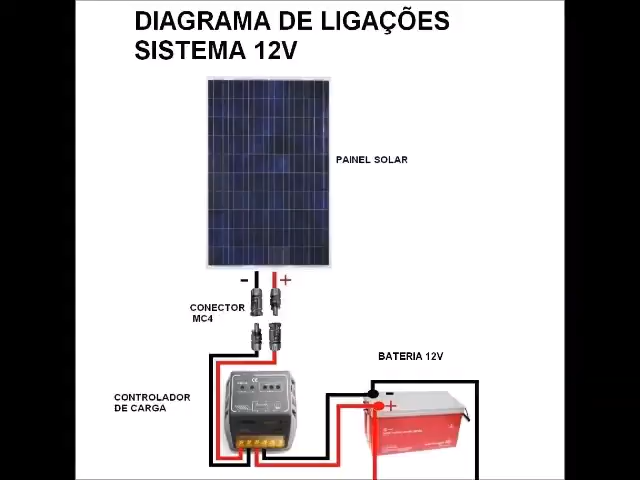 DIAGRAMA DE LIGAÇÕES
SISTEMA 12V
PAINEL SOLAR
- +
CONECTOR
MC4
BATERIA 12V
CONTROLADOR
DE CARGA
- +